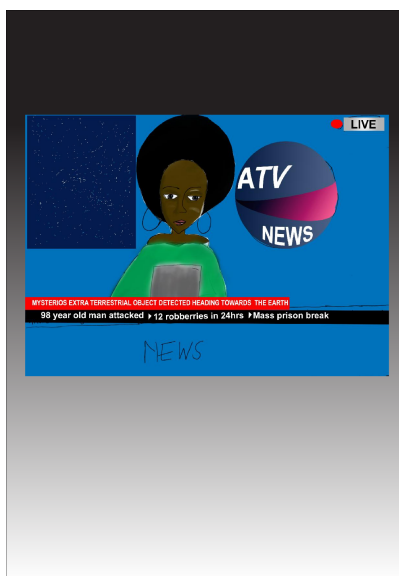 LIVE
ATV
NEWS
MYSTERIOS EXTRA TERRESTRIAL OBJECT DETECTED HEADING TOWARDS THE EARTH
98 year old man attacked 12 robberries in 24hrs Mass prison break
NEWS